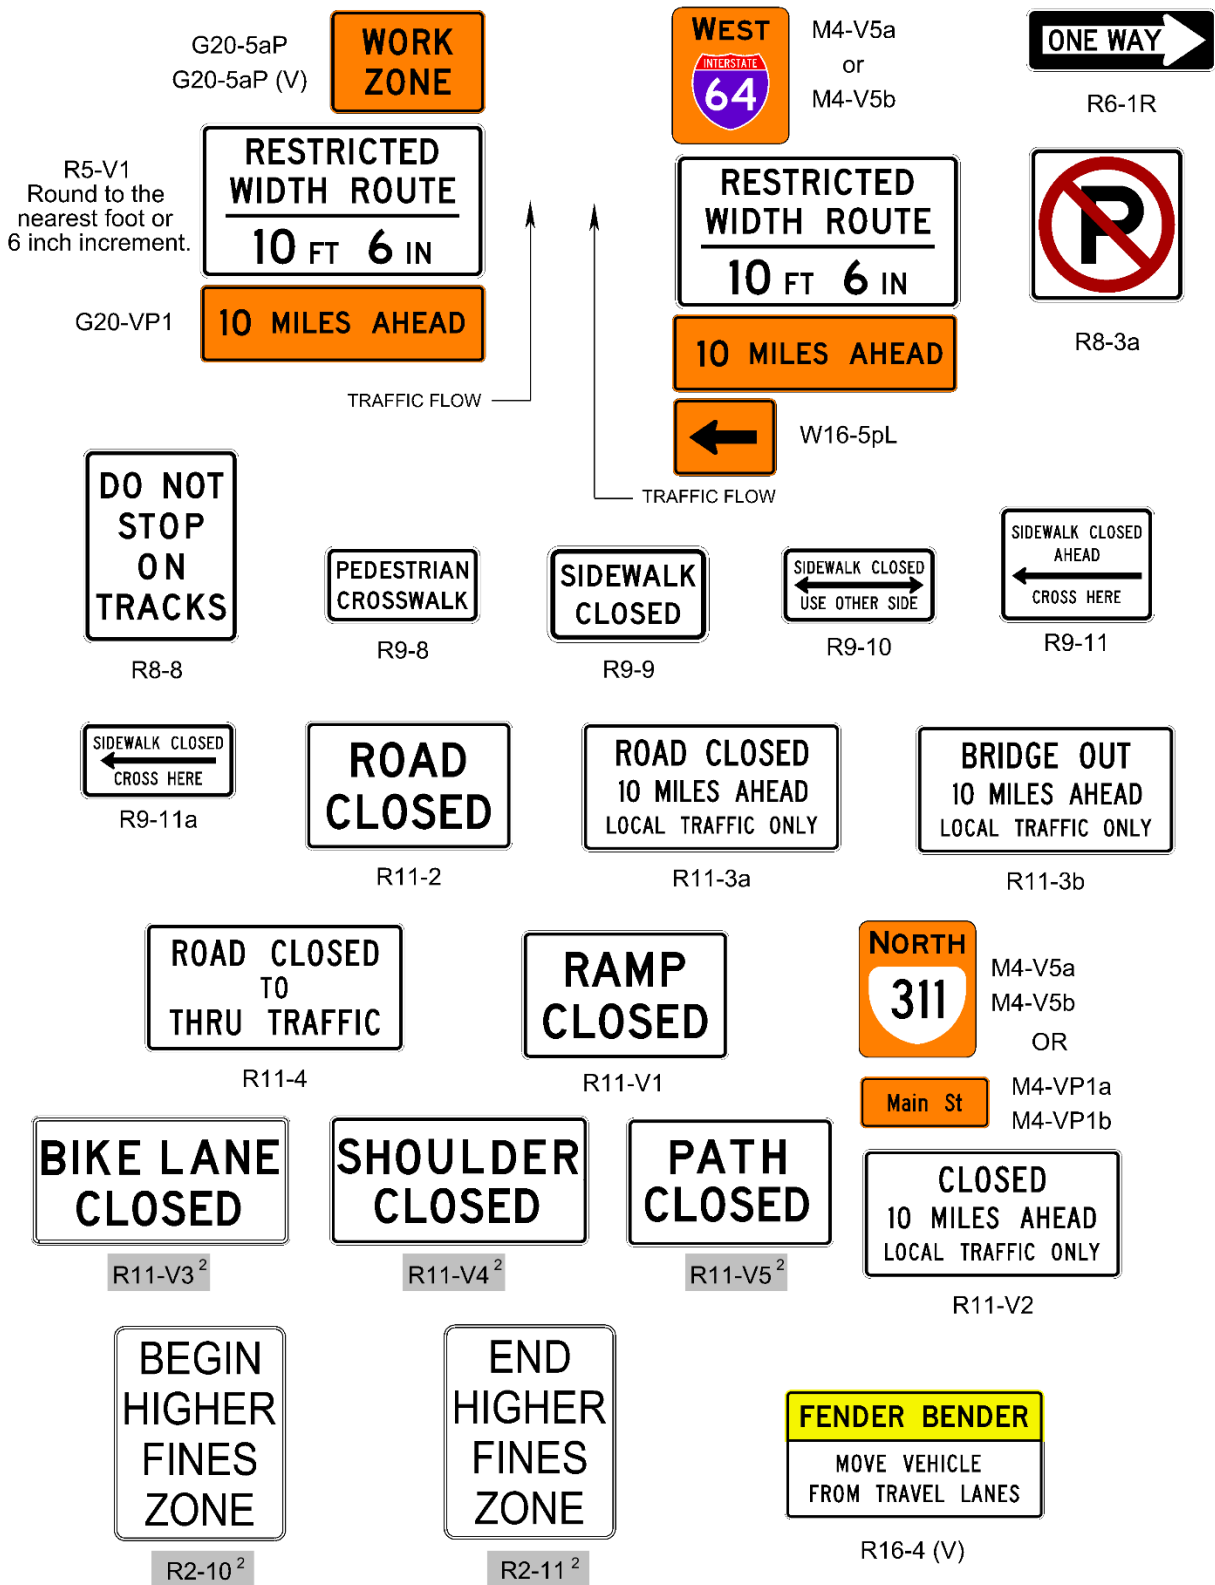 G20-5aP
G20-5aP (V)
WORK
ZONE
R5-V1
Round to the
nearest foot or
6 inch increment.
RESTRICTED
WIDTH ROUTE
10 FT 6 IN
G20-VP1
10 MILES AHEAD
TRAFFIC FLOW
WEST
INTERSTATE
64
M4-V5a
or
M4-V5b
RESTRICTED
WIDTH ROUTE
10 FT 6 IN
10 MILES AHEAD
W16-5pL
TRAFFIC FLOW
ONE WAY
R6-1R
P
R8-3a
DO NOT
STOP
ON
TRACKS
R8-8
PEDESTRIAN
CROSSWALK
R9-8
SIDEWALK
CLOSED
R9-9
SIDEWALK CLOSED
USE OTHER SIDE
R9-10
SIDEWALK CLOSED
AHEAD
CROSS HERE
R9-11
SIDEWALK CLOSED
CROSS HERE
R9-11a
ROAD
CLOSED
R11-2
ROAD CLOSED
10 MILES AHEAD
LOCAL TRAFFIC ONLY
R11-3a
BRIDGE OUT
10 MILES AHEAD
LOCAL TRAFFIC ONLY
R11-3b
ROAD CLOSED
TO
THRU TRAFFIC
R11-4
RAMP
CLOSED
R11-V1
NORTH
311
M4-V5a
M4-V5b
OR
Main St
M4-VP1a
M4-VP1b
CLOSED
10 MILES AHEAD
LOCAL TRAFFIC ONLY
R11-V2
BIKE LANE
CLOSED
R11-V3 2
SHOULDER
CLOSED
R11-V4 2
PATH
CLOSED
R11-V5 2
BEGIN
HIGHER
FINES
ZONE
R2-10 2
END
HIGHER
FINES
ZONE
R2-11 2
FENDER BENDER
MOVE VEHICLE
FROM TRAVEL LANES
R16-4 (V)